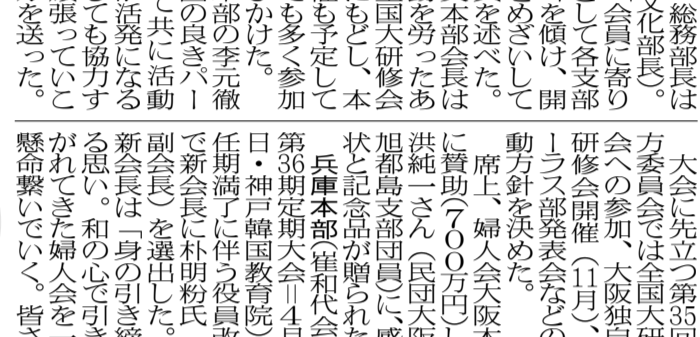 総務部長は
文化部長)。
会員に寄り
として各支部
を傾け、開
めざいして
を述べた。
本部会長は
を労ったあ
国大研修会
にもどし、本
も予定して
も多く参加
かけた。
部の李元徹
の良きパー
て共に活動
活発になる
ても協力す
張っていこ
を送った。
大会に先立つ第35回
方委員会では全国大研
会への参加、大阪独自
研修会開催(11月)、
ーラス部発表会などの
動方針を決めた。
席上、婦人会大阪本
に賛助(700万円)し
洪純一さん(民団大阪
旭都島支部団員)に、感
状と記念品が贈られた
兵庫本部(崔和代会
第36期定期大会=4月
日・神戸韓国教育院)
任期満了に伴う役員改
で新会長に朴明粉氏
副会長)を選出した。
新会長は「身の引き締
る思い。和の心で引き
がれてきた婦人会を一
懸命繋いでいく。皆さ